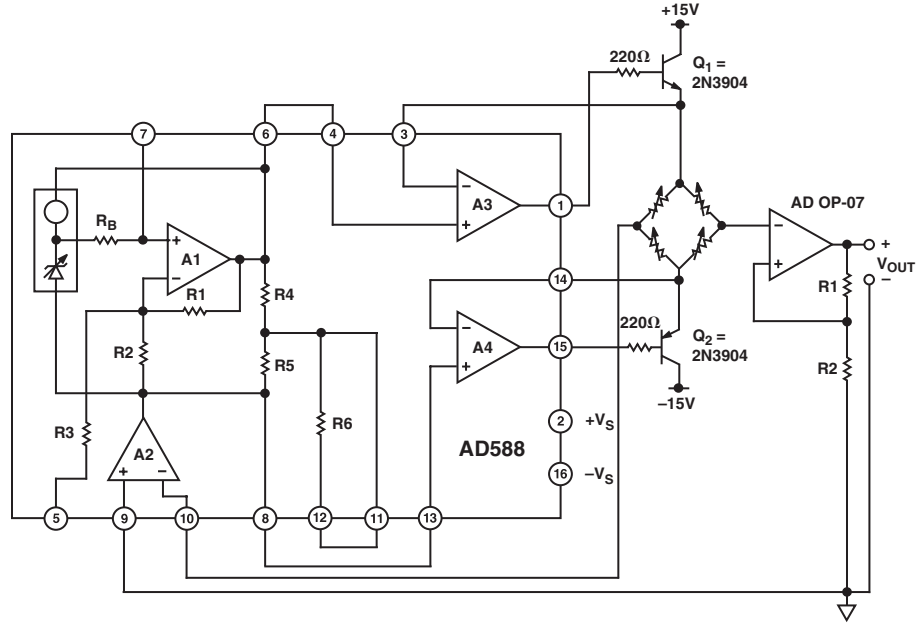 +15V
220Ω
Q1 =
2N3904
7
6
4
3
RB
+
A1
−
−
A3
+
1
AD OP-07
−
+
+
VOUT
−
R1
R4
R1
14
R2
R5
−
A4
+
15
220Ω
Q2 =
2N3904
R2
−15V
R3
A2
+
−
R6
2
+VS
AD588
16
−VS
5
9
10
8
12
11
13